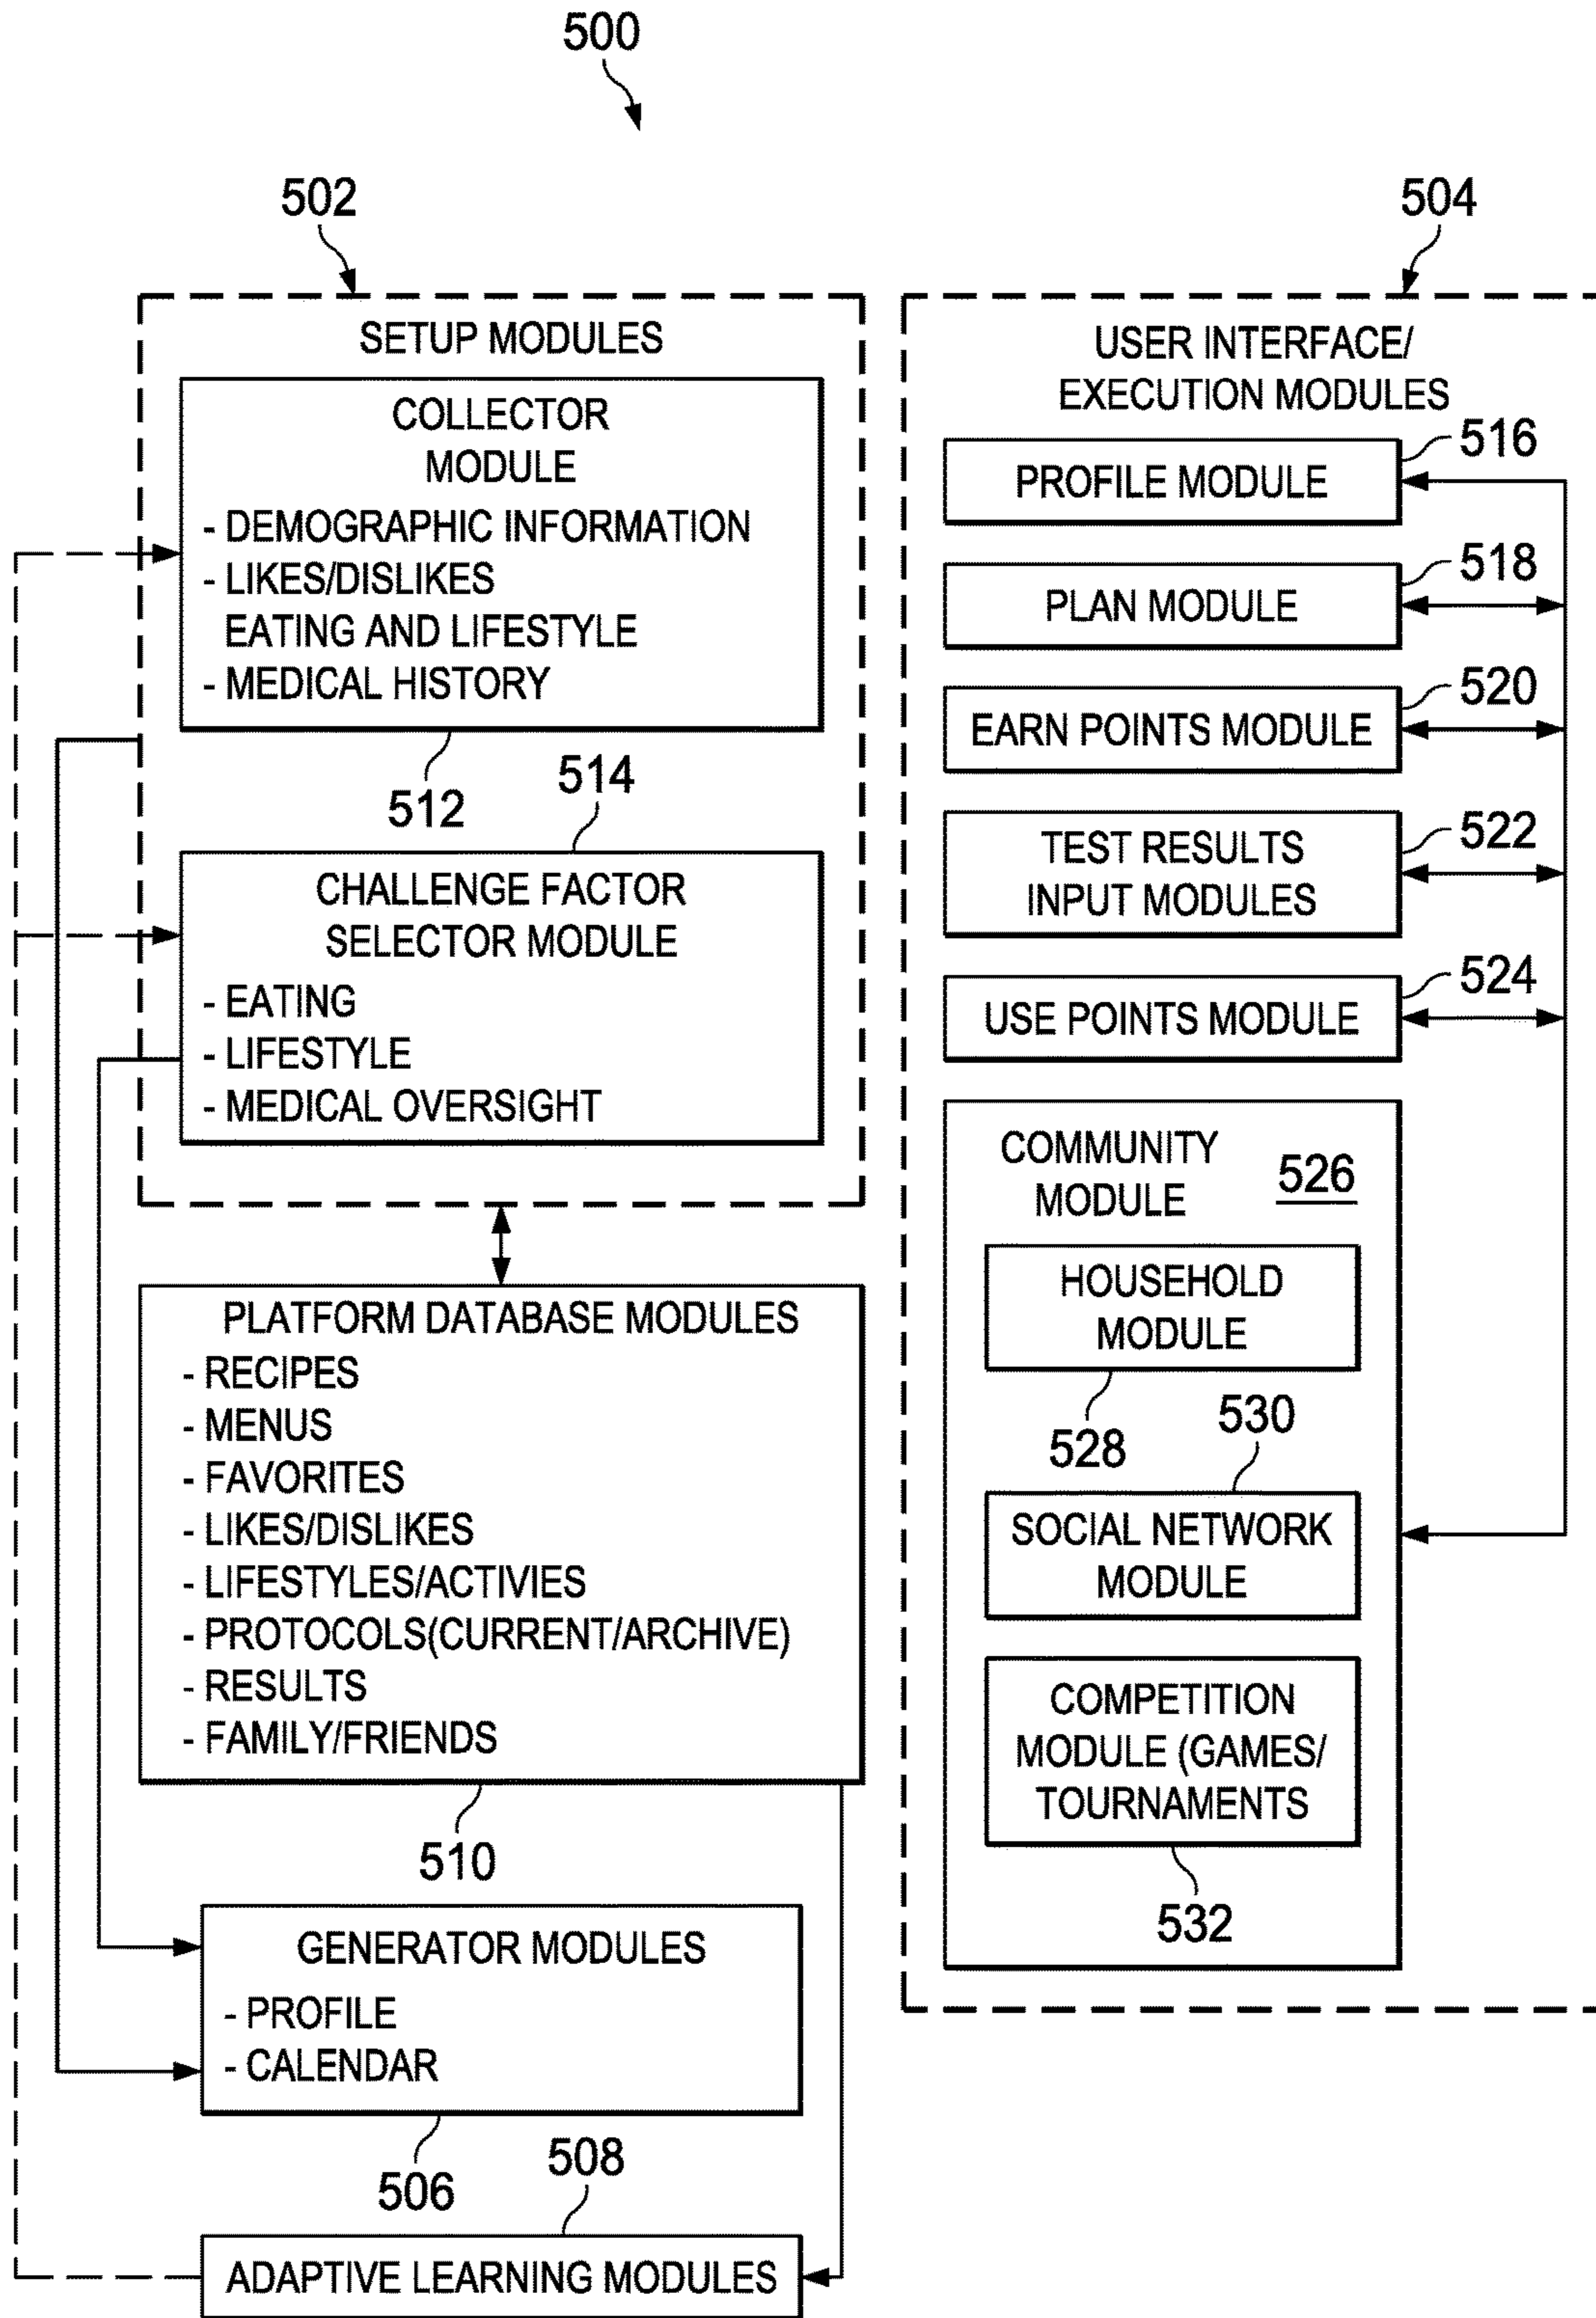 500
502
SETUP MODULES
COLLECTOR
MODULE
- DEMOGRAPHIC INFORMATION
- LIKES/DISLIKES
EATING AND LIFESTYLE
- MEDICAL HISTORY
512
514
CHALLENGE FACTOR
SELECTOR MODULE
- EATING
- LIFESTYLE
- MEDICAL OVERSIGHT
PLATFORM DATABASE MODULES
- RECIPES
- MENUS
- FAVORITES
- LIKES/DISLIKES
- LIFESTYLES/ACTIVIES
- PROTOCOLS(CURRENT/ARCHIVE)
- RESULTS
- FAMILY/FRIENDS
510
GENERATOR MODULES
- PROFILE
- CALENDAR
506
508
ADAPTIVE LEARNING MODULES
504
USER INTERFACE/
EXECUTION MODULES
516
PROFILE MODULE
518
PLAN MODULE
520
EARN POINTS MODULE
522
TEST RESULTS
INPUT MODULES
524
USE POINTS MODULE
COMMUNITY
MODULE
526
HOUSEHOLD
MODULE
528
530
SOCIAL NETWORK
MODULE
COMPETITION
MODULE (GAMES/
TOURNAMENTS
532